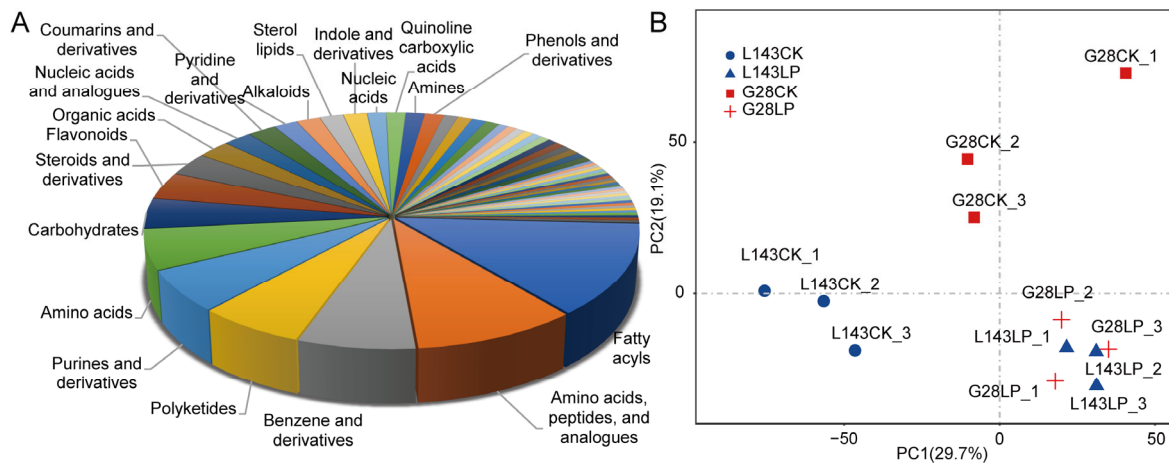 A
Coumarins and
derivatives
Nucleic acids
and analogues
Organic acids
Flavonoids
Steroids and
derivatives
Carbohydrates
Amino acids
Purines and
derivatives
Polyketides
Benzene and
derivatives
Amino acids,
peptides, and
analogues
Fatty
acyls
Pyridine
and
derivatives
Alkaloids
Sterol
lipids
Indole and
derivatives
Nucleic
acids
Quinoline
carboxylic
acids
Amines
Phenols and
derivatives
B
L143CK
L143LP
G28CK
G28LP
G28CK_1
G28CK_2
G28CK_3
L143CK_1
L143CK_2
L143CK_3
G28LP_2
L143LP_1
G28LP_3
L143LP_2
G28LP_1
L143LP_3
PC2(19.1%)
50
0
−50
0
50
PC1(29.7%)